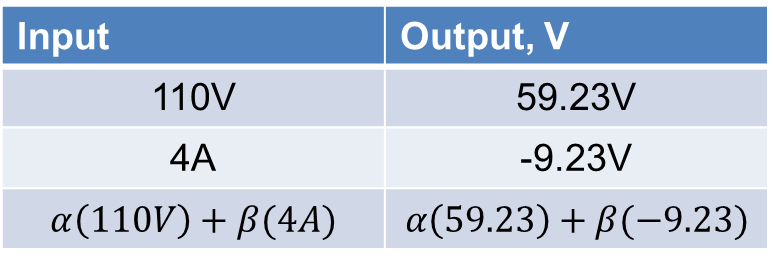 Input Output, V
110V 59.23V
4A -9.23V
𝛼(110𝑉) + 𝛽(4𝐴) 𝛼(59.23) + 𝛽(−9.23)